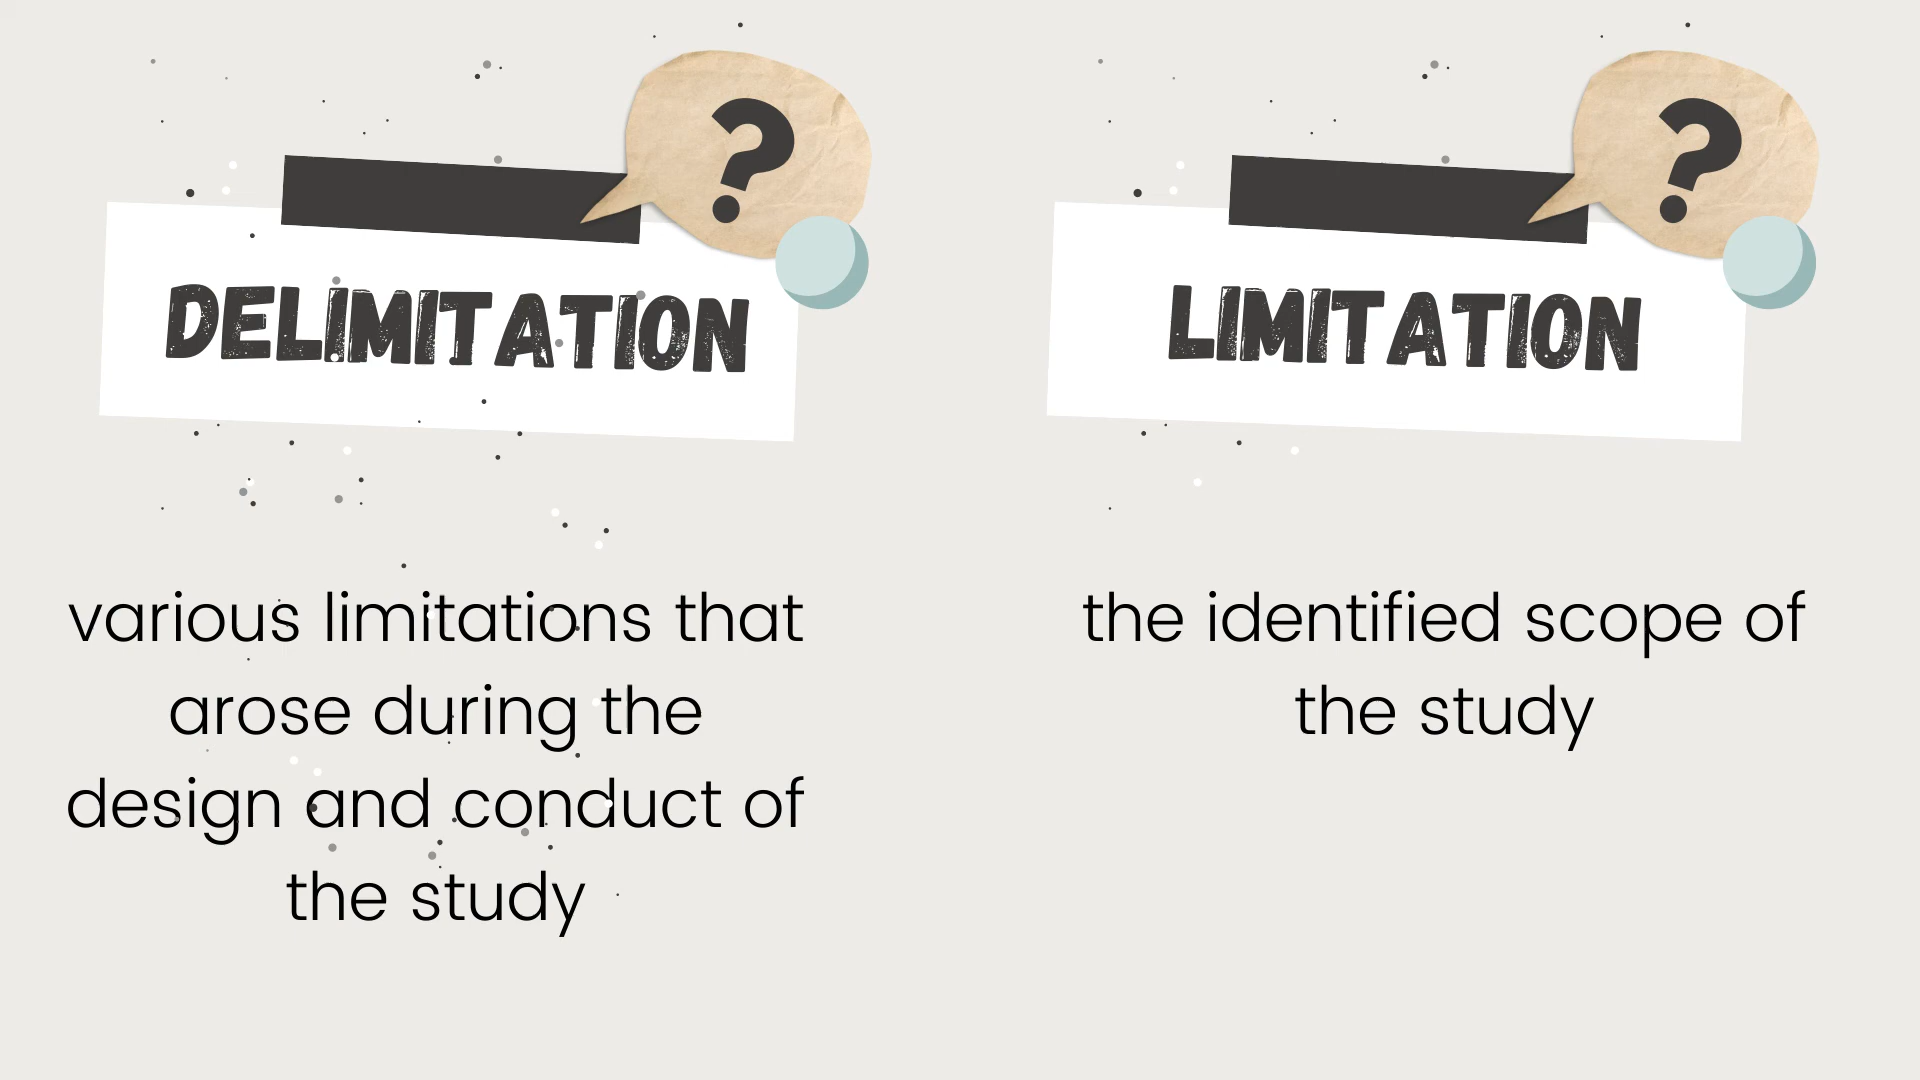 ?
DELIMITATION
various limitations that
arose during the
design and conduct of
the study
?
LIMITATION
the identified scope of
the study